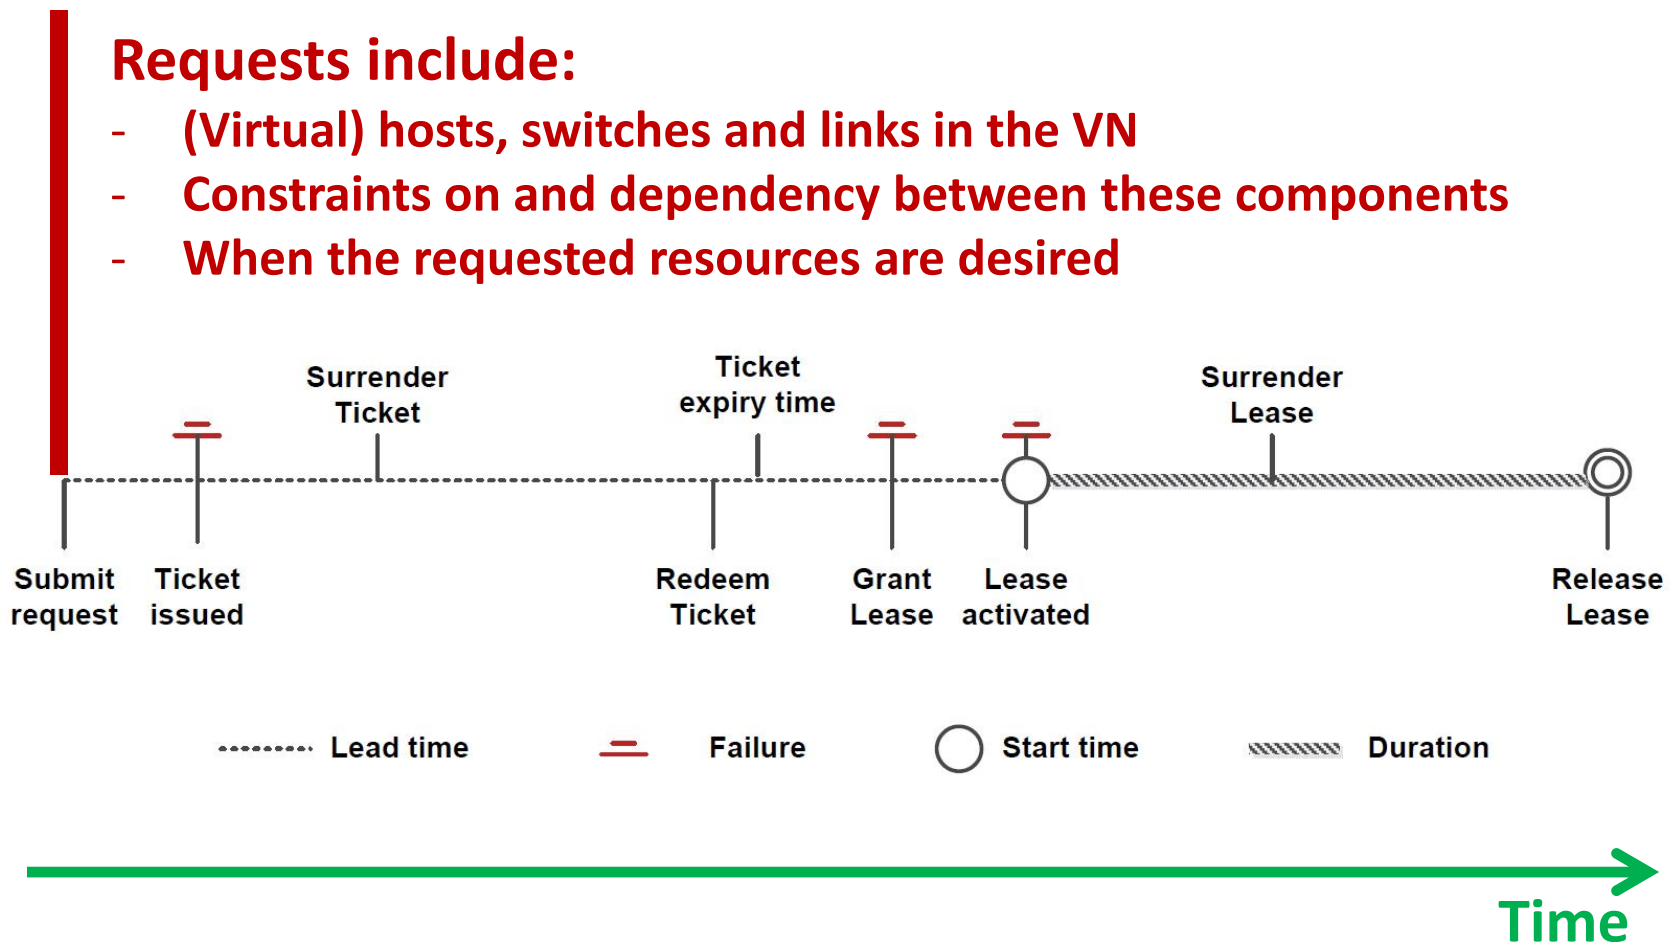 Requests include:
- (Virtual) hosts, switches and links in the VN
- Constraints on and dependency between these components
- When the requested resources are desired
Surrender
Ticket
Ticket
expiry time
Surrender
Lease
Submit
request
Ticket
issued
Redeem
Ticket
Grant
Lease
Lease
activated
Release
Lease
Lead time
Failure
Start time
Duration
Time